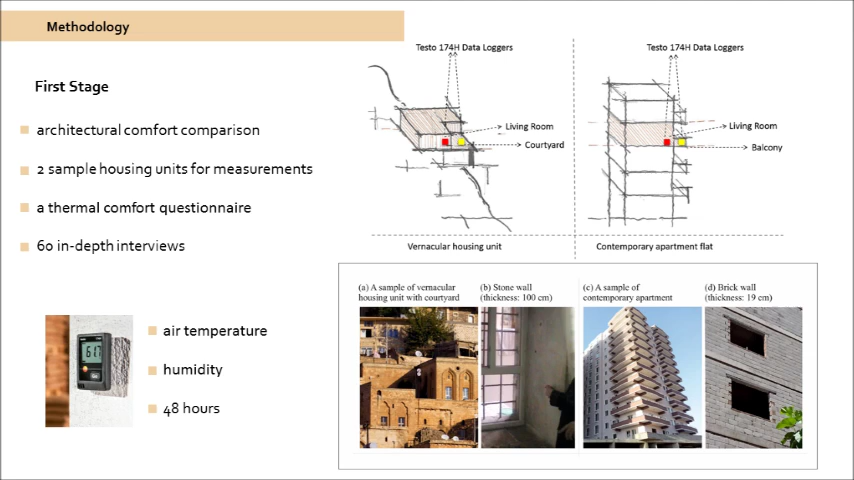 Methodology
First Stage
architectural comfort comparison
2 sample housing units for measurements
a thermal comfort questionnaire
60 in-depth interviews
air temperature
humidity
48 hours
Testo 174H Data Loggers
Living Room
Courtyard
Vernacular housing unit
Testo 174H Data Loggers
Living Room
Balcony
Contemporary apartment flat
(a) A sample of vernacular
housing unit with courtyard
(b) Stone wall
(thickness: 100 cm)
(c) A sample of
contemporary apartment
(d) Brick wall
(thickness: 19 cm)